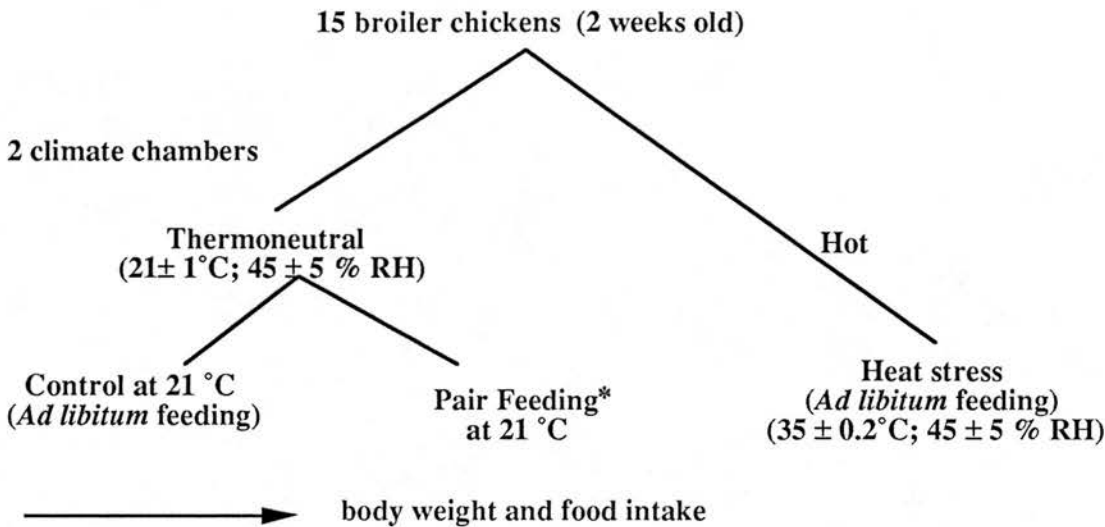 15 broiler chickens (2 weeks old)
2 climate chambers
Thermoneutral
(21± 1°C; 45 ± 5 % RH)
Hot
Control at 21 °C
(Ad libitum feeding)
Pair Feeding*
at 21 °C
Heat stress
(Ad libitum feeding)
(35 ± 0.2°C; 45 ± 5 % RH)
body weight and food intake